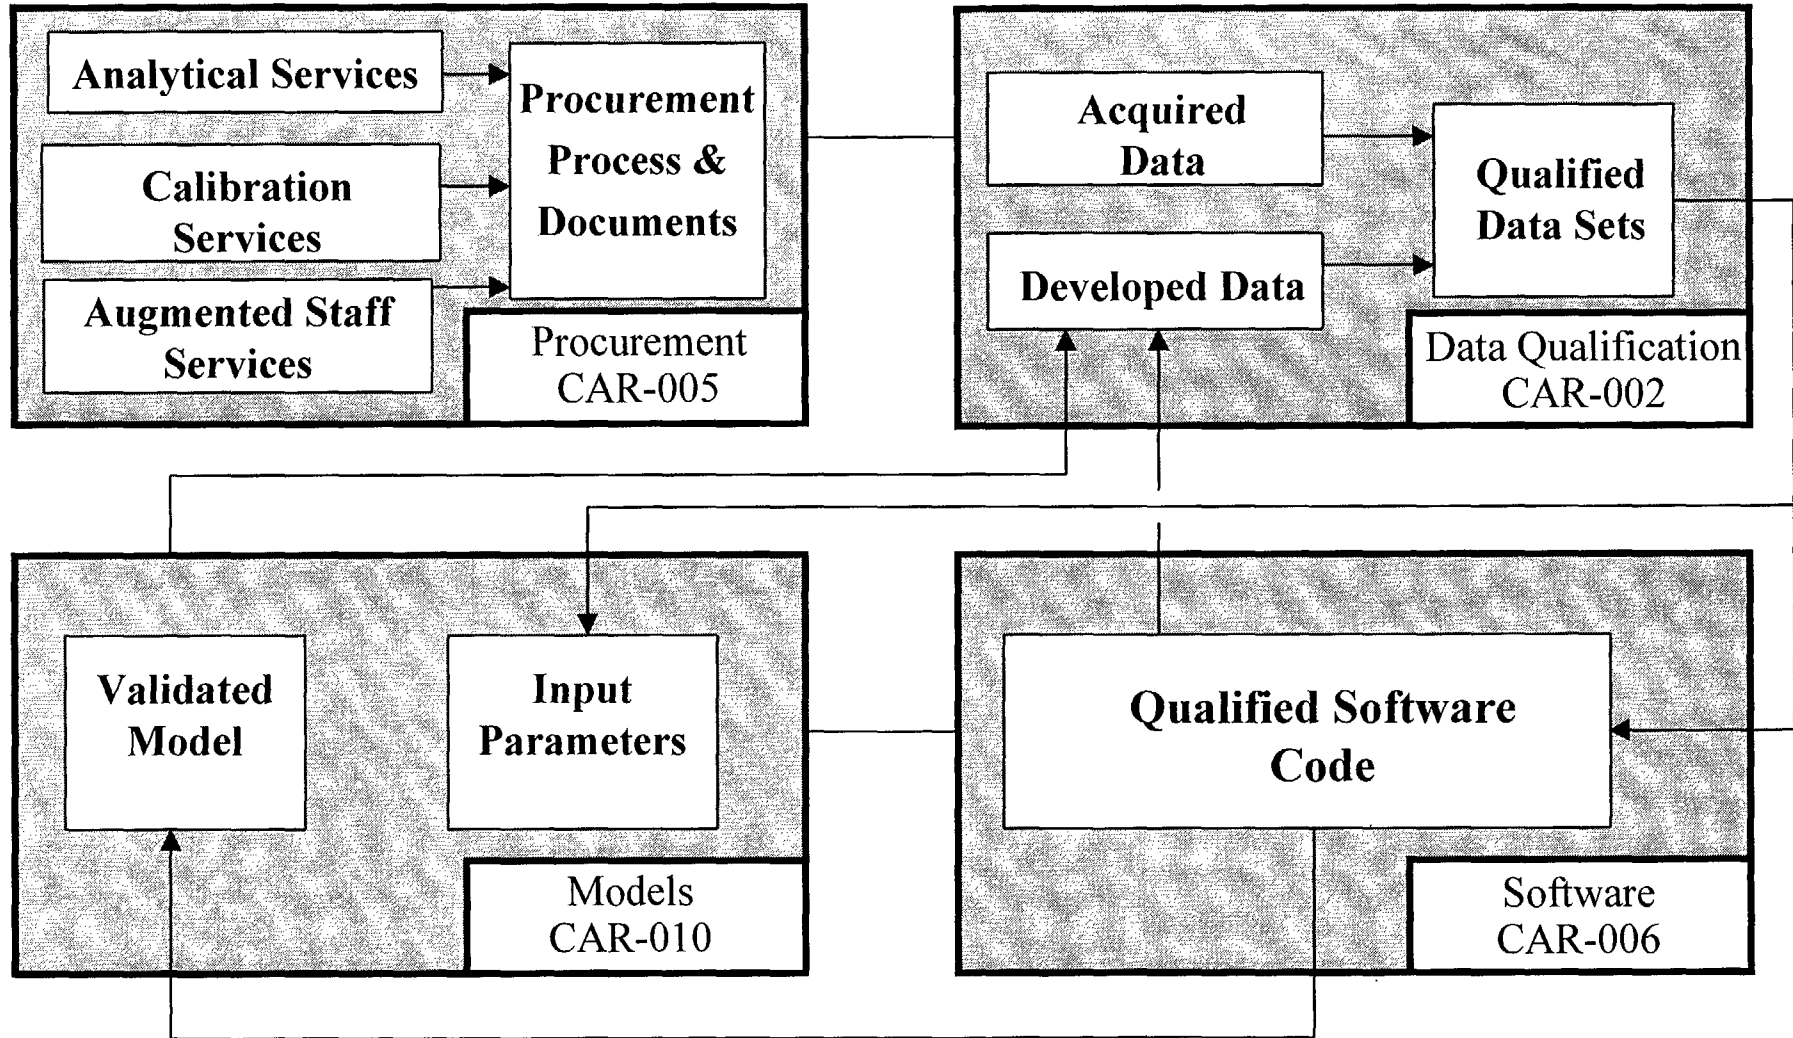 Analytical Services
Procurement
Process &
Documents
Calibration
Services
Augmented Staff
Services
Procurement
CAR-005
Acquired
Data
Qualified
Data Sets
Developed Data
Data Qualification
CAR-002
Validated
Model
Input
Parameters
Models
CAR-010
Qualified Software
Code
Software
CAR-006